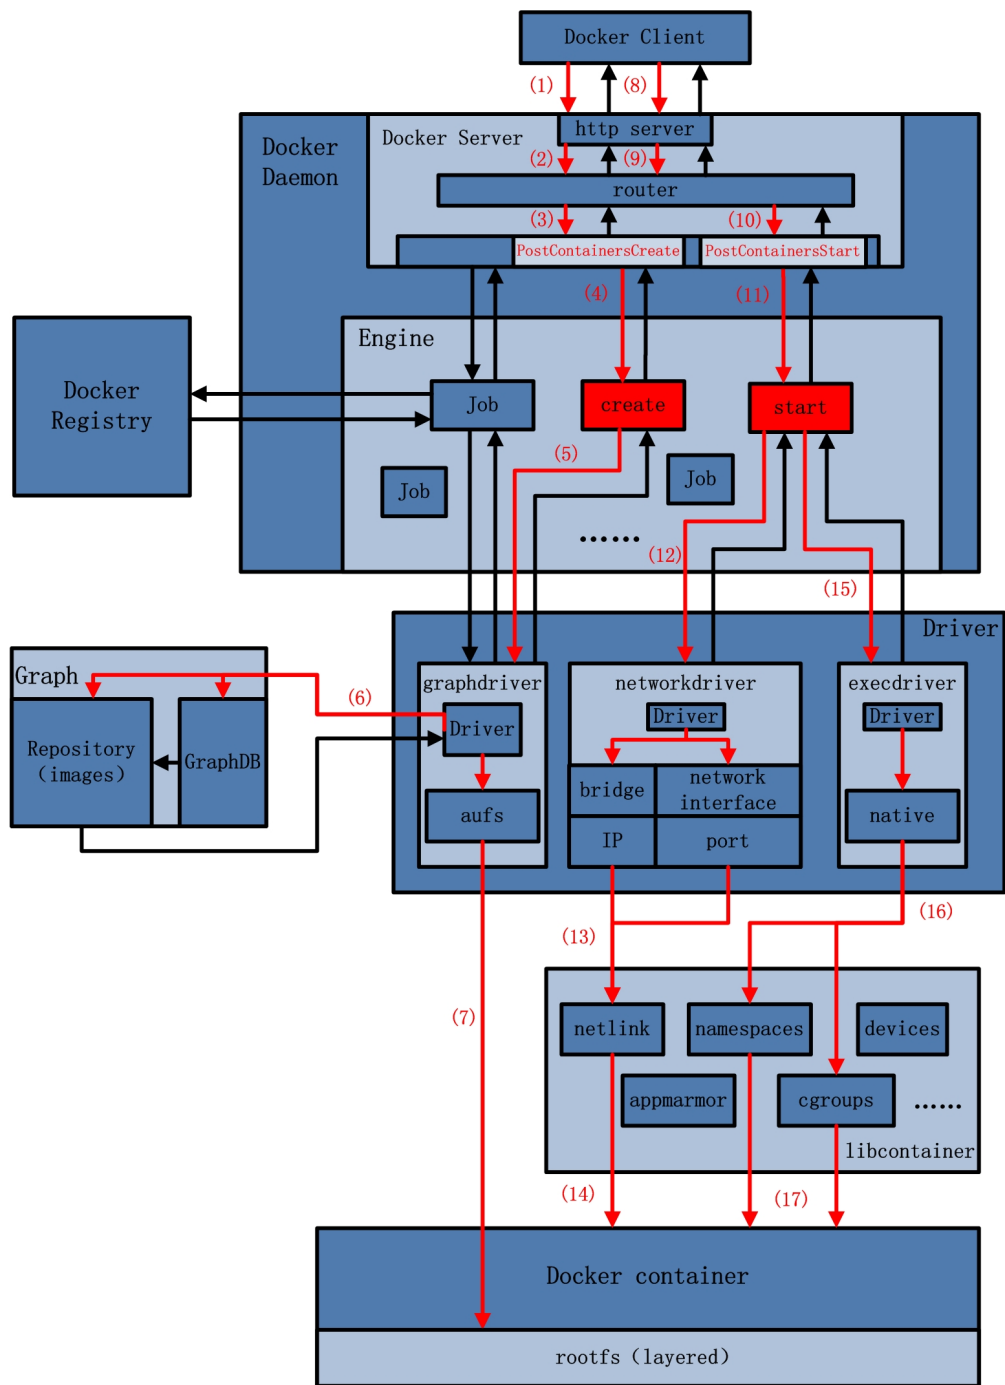 Docker Client
(1)
(8)
http server
Docker Server
Docker
Daemon
(2)
(9)
router
(3)
(10)
PostContainersCreate
PostContainersStart
(4)
(11)
Engine
Docker
Registry
Job
create
start
(5)
Job
Job
......
(12)
(15)
Driver
Graph
graphdriver
networkdriver
execdriver
(6)
Driver
Driver
Driver
Repository
(images)
GraphDB
bridge
network
interface
aufs
native
IP
port
(16)
(13)
(7)
netlink
namespaces
devices
appmarmor
cgroups
......
libcontainer
(14)
(17)
Docker container
rootfs (layered)